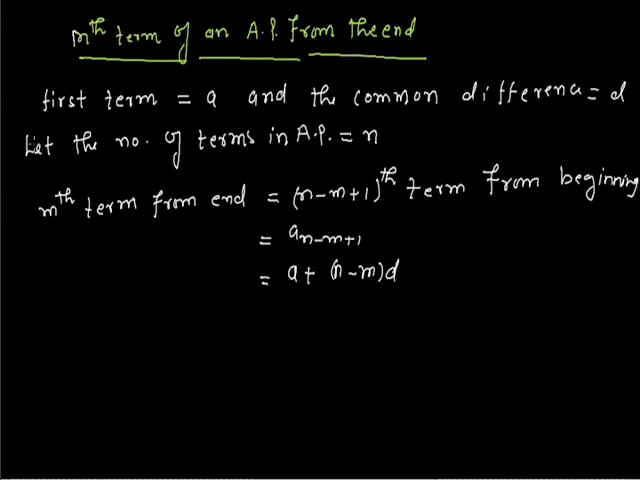 mth term of an A.P. from the end
first term = a and the common difference = d
Let the no. of terms in A.P. = n
mth term from end = (n-m+1)th term from beginning
= an-m+1
= a + (n-m)d